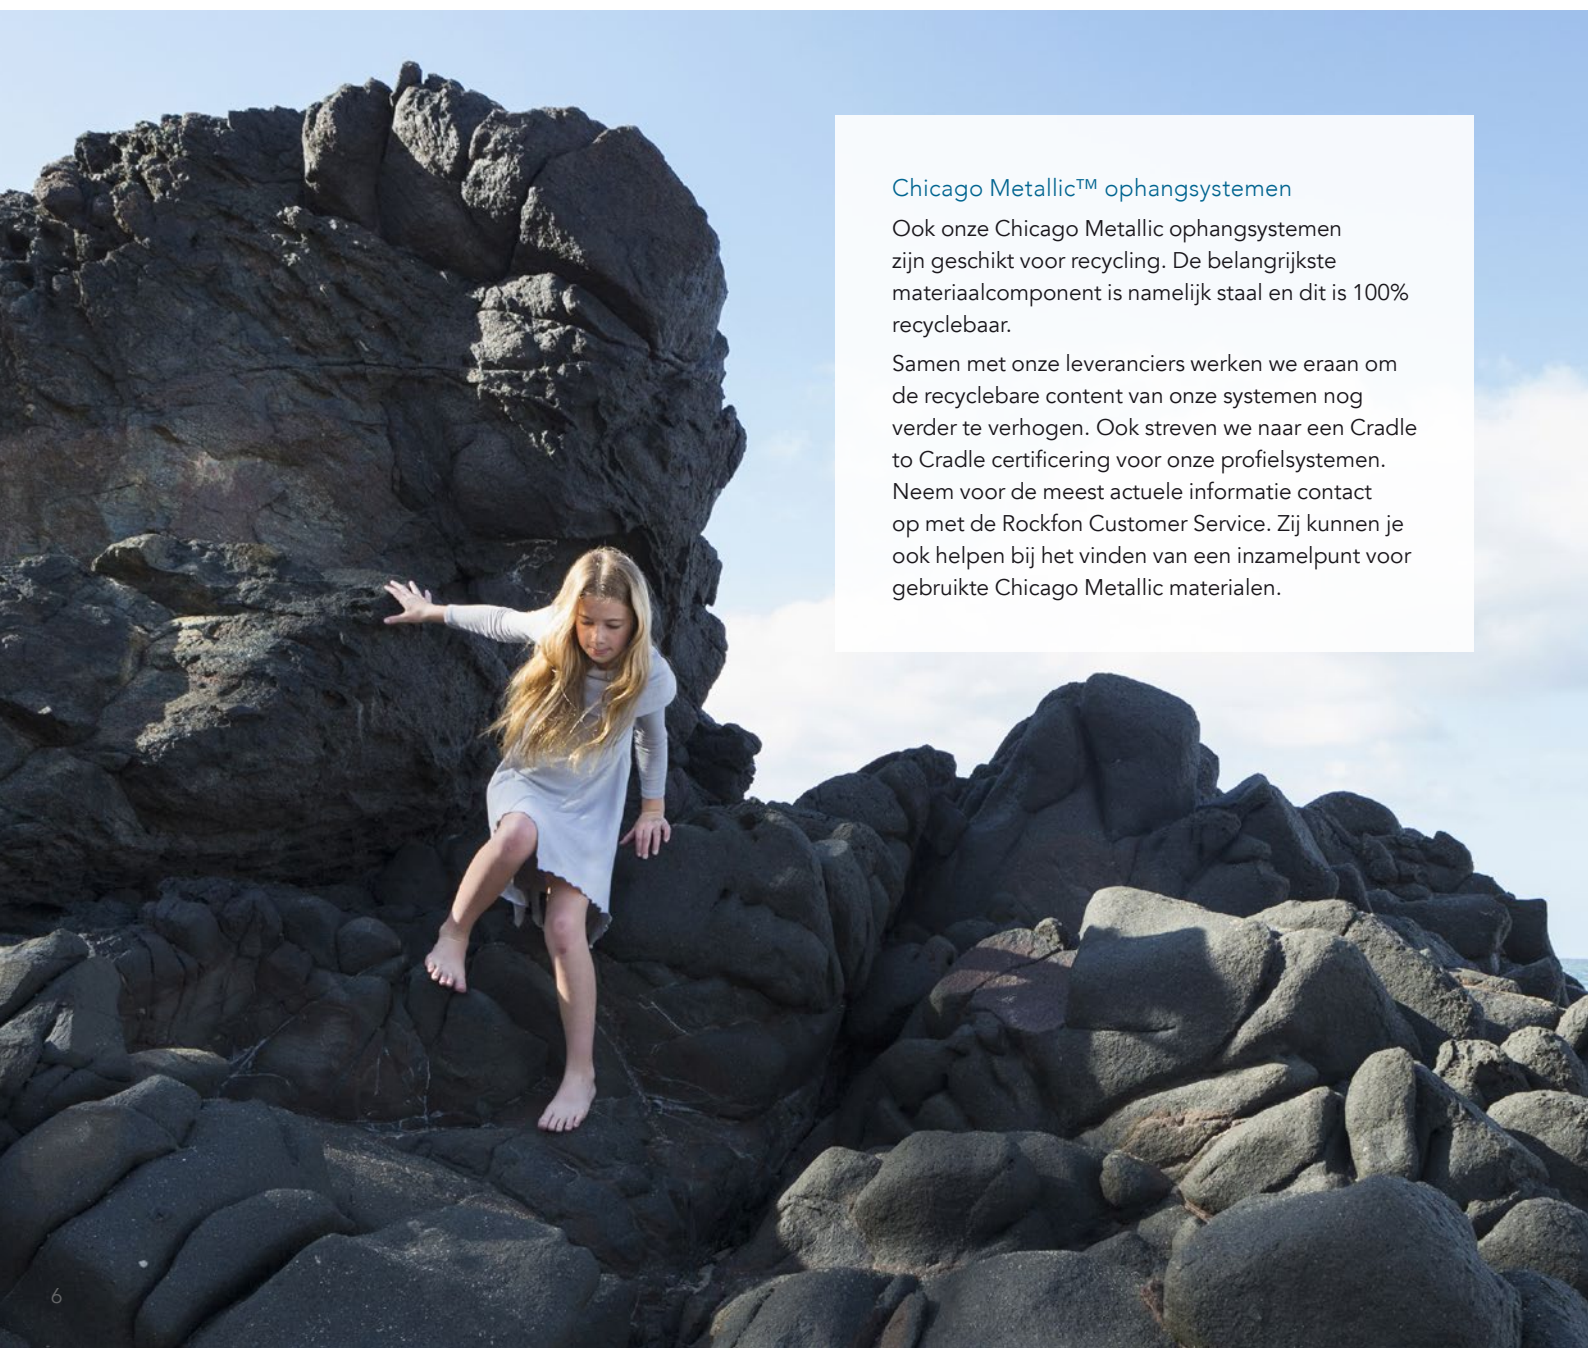 Chicago Metallic™ ophangsystemen
Ook onze Chicago Metallic ophangsystemen
zijn geschikt voor recycling. De belangrijkste
materiaalcomponent is namelijk staal en dit is 100%
recyclebaar.
Samen met onze leveranciers werken we eraan om
de recyclebare content van onze systemen nog
verder te verhogen. Ook streven we naar een Cradle
to Cradle certificering voor onze profielsystemen.
Neem voor de meest actuele informatie contact
op met de Rockfon Customer Service. Zij kunnen je
ook helpen bij het vinden van een inzamelpunt voor
gebruikte Chicago Metallic materialen.
6